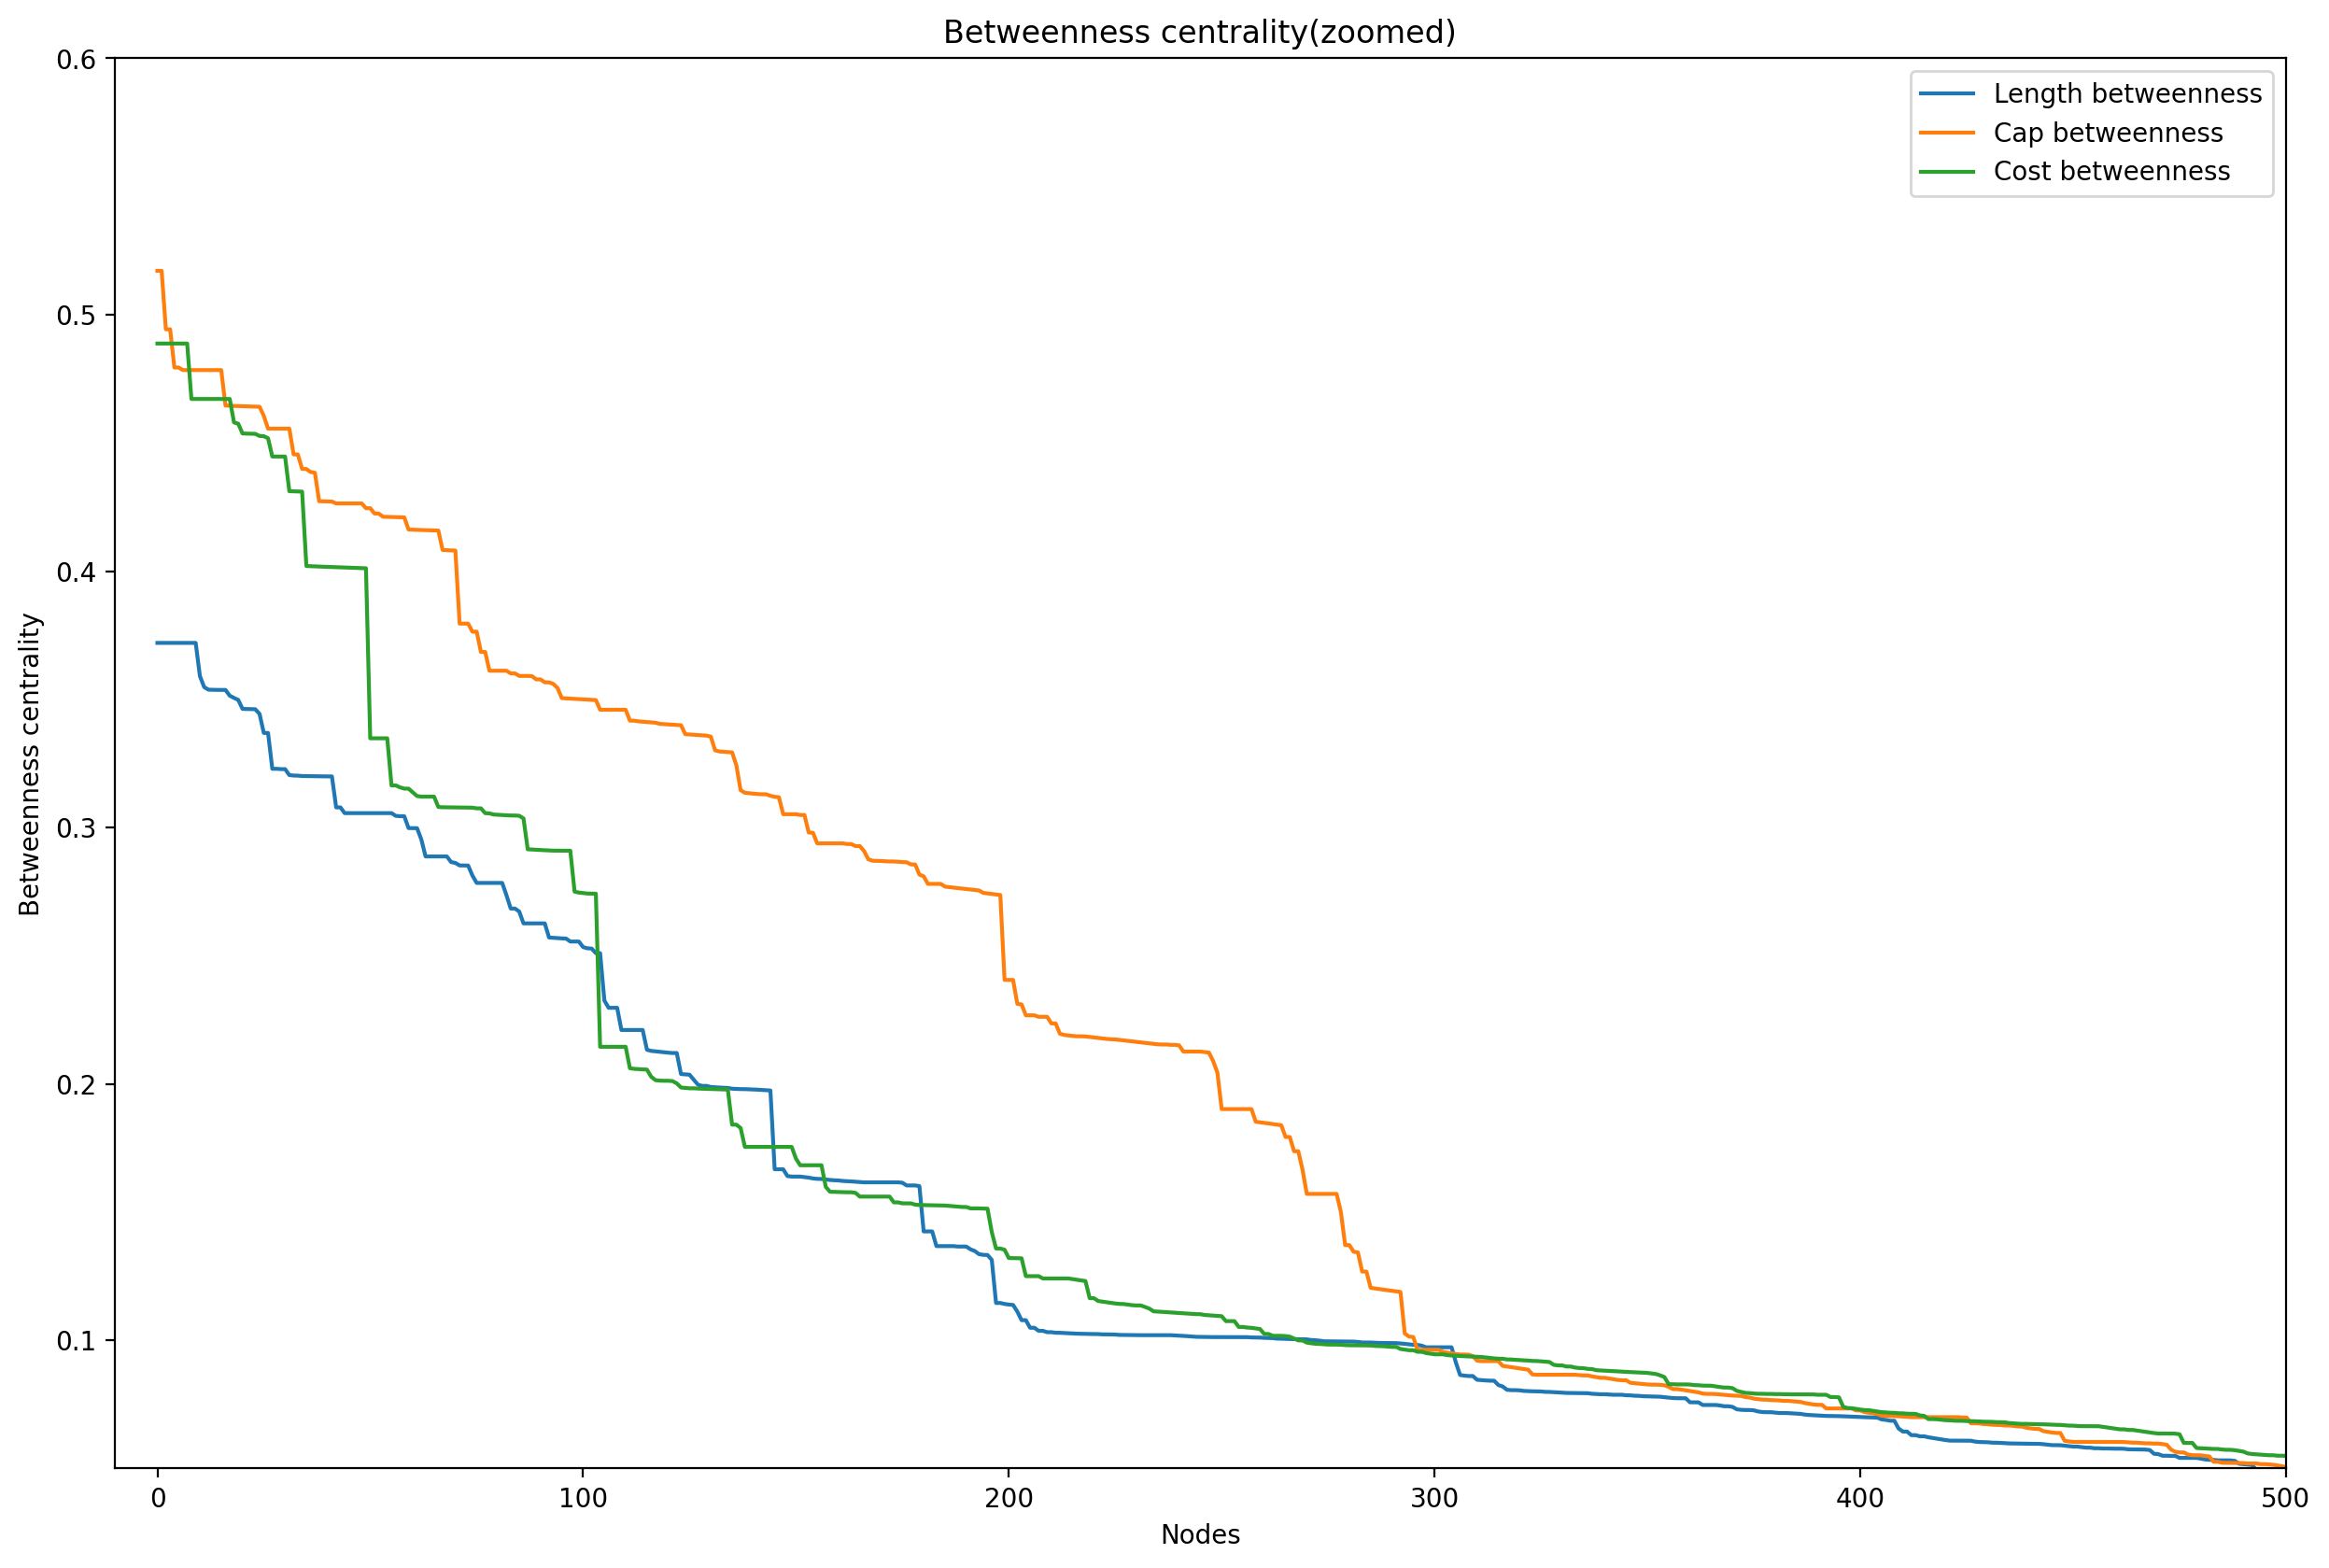 Betweenness centrality(zoomed)
0.6
0.5
0.4
0.3
0.2
0.1
Betweenness centrality
Length betweenness
Cap betweenness
Cost betweenness
0
100
200
300
400
500
Nodes